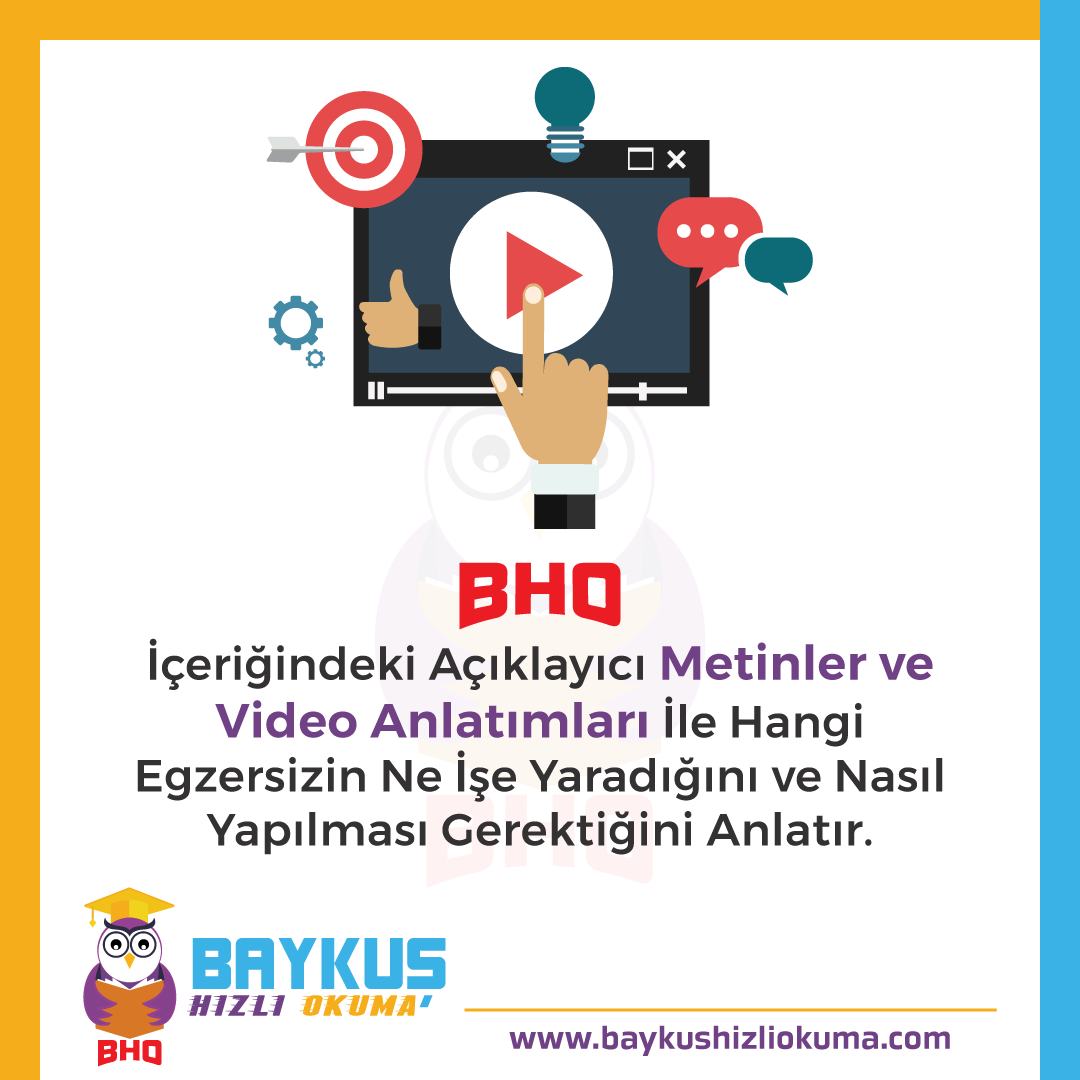 BHO
İçeriğindeki Açıklayıcı Metinler ve
Video Anlatımları İle Hangi
Egzersizin Ne İşe Yaradığını ve Nasıl
Yapılması Gerektiğini Anlatır.
BHO
BAYKUS
HIZLI OKUMA'
BHO
www.baykushizliokuma.com